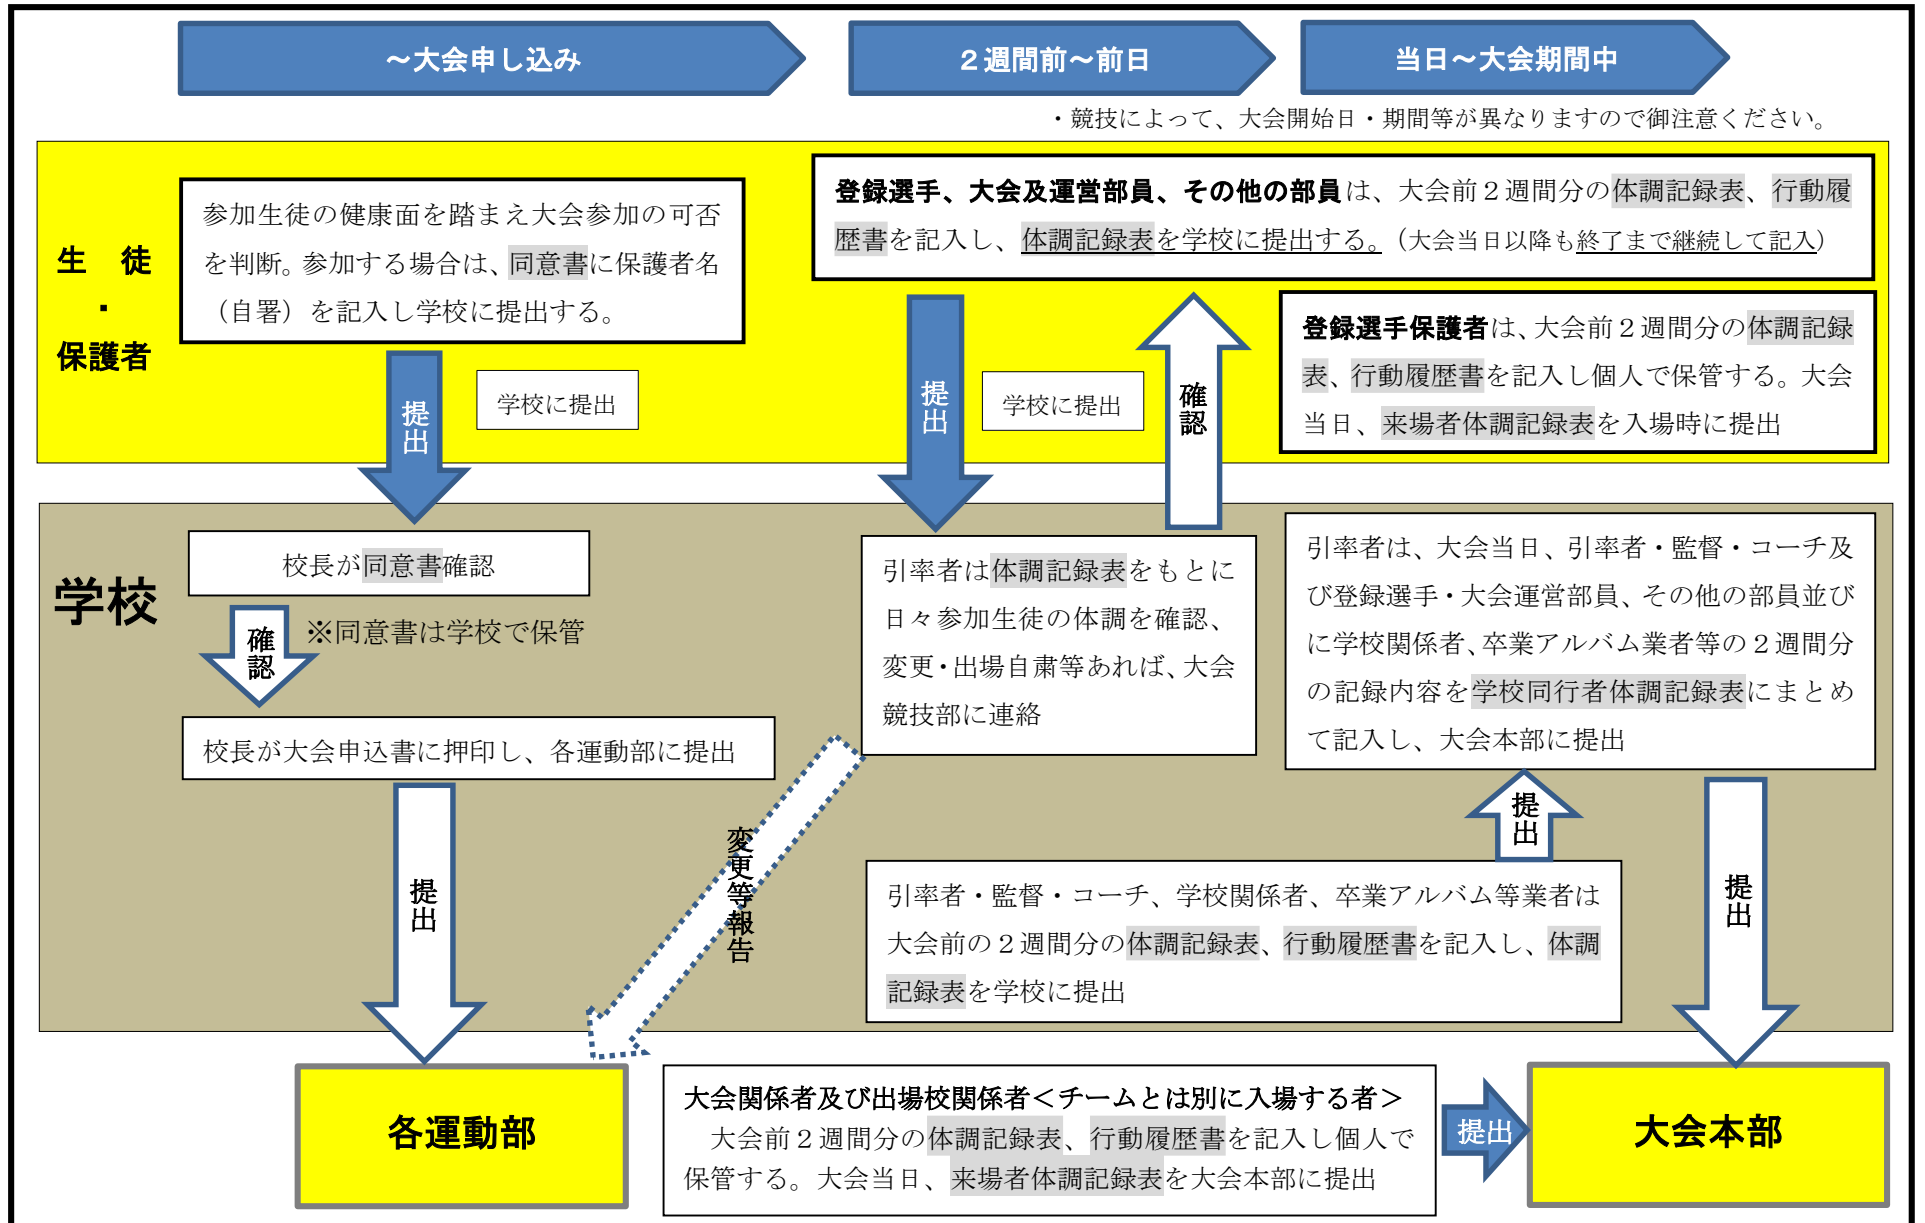 ～大会申し込み
２週間前～前日
当日～大会期間中
・競技によって、大会開始日・期間等が異なりますので御注意ください。
生　徒
・
保護者
参加生徒の健康面を踏まえ大会参加の可否
を判断。参加する場合は、同意書に保護者名
（自署）を記入し学校に提出する。
登録選手、大会及運営部員、その他の部員は、大会前２週間分の体調記録表、行動履
歴書を記入し、体調記録表を学校に提出する。（大会当日以降も終了まで継続して記入）
登録選手保護者は、大会前２週間分の体調記録
表、行動履歴書を記入し個人で保管する。大会
当日、来場者体調記録表を入場時に提出
提出
学校に提出
提出
学校に提出
確認
学校
校長が同意書確認
確認
※同意書は学校で保管
校長が大会申込書に押印し、各運動部に提出
引率者は体調記録表をもとに
日々参加生徒の体調を確認、
変更・出場自粛等あれば、大会
競技部に連絡
引率者は、大会当日、引率者・監督・コーチ及
び登録選手・大会運営部員、その他の部員並び
に学校関係者、卒業アルバム業者等の２週間分
の記録内容を学校同行者体調記録表にまとめ
て記入し、大会本部に提出
提出
変更等報告
提出
引率者・監督・コーチ、学校関係者、卒業アルバム等業者は
大会前の２週間分の体調記録表、行動履歴書を記入し、体調
記録表を学校に提出
提出
各運動部
大会関係者及び出場校関係者＜チームとは別に入場する者＞
大会前２週間分の体調記録表、行動履歴書を記入し個人で
保管する。大会当日、来場者体調記録表を大会本部に提出
提出
大会本部